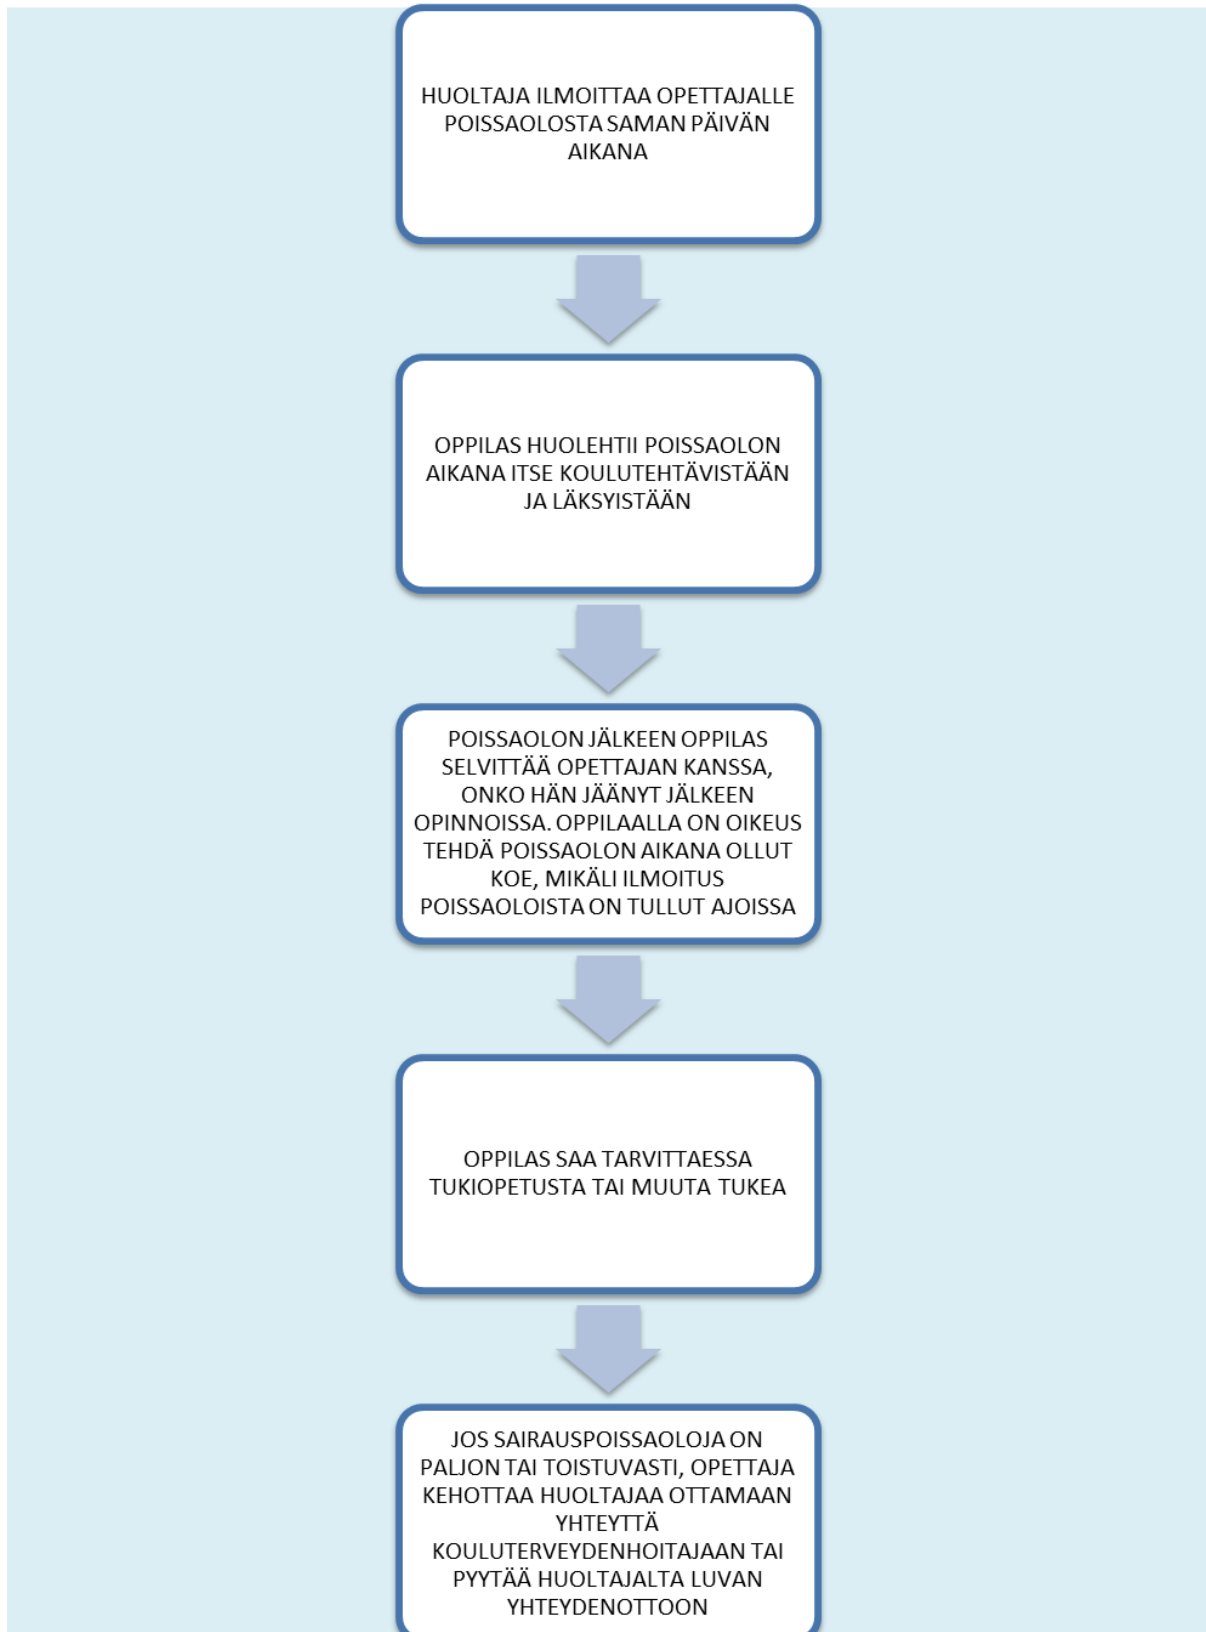 HUOLTAJA ILMOITTAA OPETTAJALLE
POISSAOLOSTA SAMAN PÄIVÄN
AIKANA
OPPILAS HUOLEHTII POISSAOLON
AIKANA ITSE KOULUTEHTÄVISTÄÄN
JA LÄKSYISTÄÄN
POISSAOLON JÄLKEEN OPPILAS
SELVITTÄÄ OPETTAJAN KANSSA,
ONKO HÄN JÄÄNYT JÄLKEEN
OPINNOISSA. OPPILAALLA ON OIKEUS
TEHDÄ POISSAOLON AIKANA OLLUT
KOE, MIKÄLI ILMOITUS
POISSAOLOISTA ON TULLUT AJOISSA
OPPILAS SAA TARVITTAESSA
TUKIOPETUSTA TAI MUUTA TUKEA
JOS SAIRAUSPOISSAOLOJA ON
PALJON TAI TOISTUVASTI, OPETTAJA
KEHOTTAA HUOLTAJAA OTTAMAAN
YHTEYTTÄ
KOULUTERVEYDENHOITAJAAN TAI
PYYTÄÄ HUOLTAJALTA LUVAN
YHTEYDENOTTOON